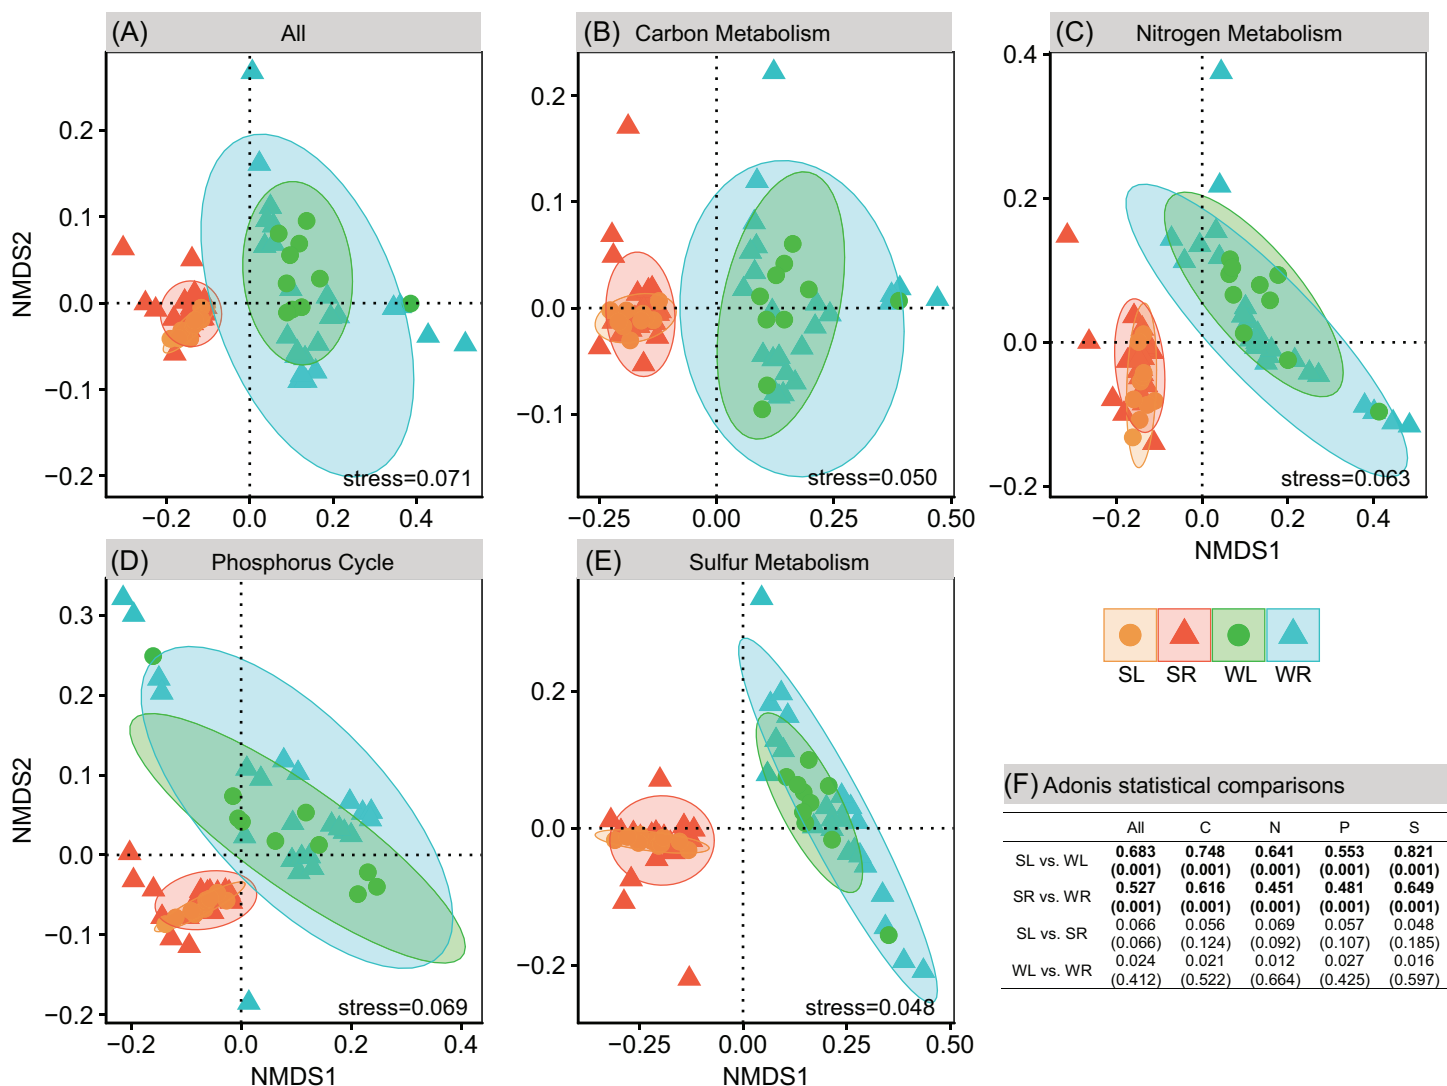 (A) All
0.2
0.1
0.0
−0.1
−0.2
NMDS2
−0.2 0.0 0.2 0.4
stress=0.071
(B) Carbon Metabolism
0.2
0.1
0.0
−0.1
−0.25 0.00 0.25 0.50
stress=0.050
(C) Nitrogen Metabolism
0.4
0.2
0.0
−0.2
−0.2 0.0 0.2 0.4
NMDS1
stress=0.063
(D) Phosphorus Cycle
0.3
0.2
0.1
0.0
−0.1
−0.2
NMDS2
−0.2 0.0 0.2 0.4
NMDS1
stress=0.069
(E) Sulfur Metabolism
0.2
0.0
−0.2
−0.25 0.00 0.25 0.50
NMDS1
stress=0.048
SL SR WL WR
(F) Adonis statistical comparisons
All C N P S
SL vs. WL 0.683 0.748 0.641 0.553 0.821
(0.001) (0.001) (0.001) (0.001) (0.001)
SR vs. WR 0.527 0.616 0.451 0.481 0.649
(0.001) (0.001) (0.001) (0.001) (0.001)
SL vs. SR 0.066 0.056 0.069 0.057 0.048
(0.066) (0.124) (0.092) (0.107) (0.185)
WL vs. WR 0.024 0.021 0.012 0.027 0.016
(0.412) (0.522) (0.664) (0.425) (0.597)